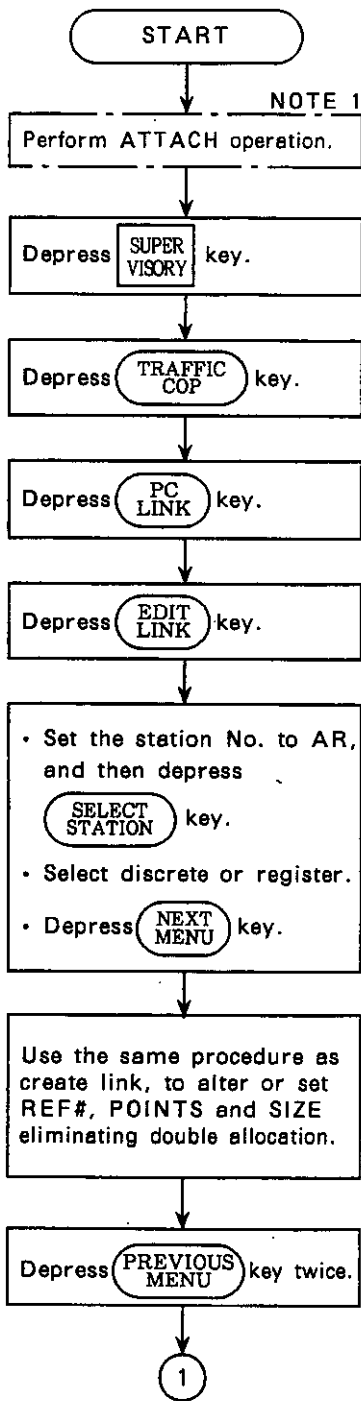 START
NOTE 1
Perform ATTACH operation.
Depress SUPER VISORY key.
Depress TRAFFIC COP key.
Depress PC LINK key.
Depress EDIT LINK key.
• Set the station No. to AR,
and then depress
SELECT STATION key.
• Select discrete or register.
• Depress NEXT MENU key.
Use the same procedure as
create link, to alter or set
REF#, POINTS and SIZE
eliminating double allocation.
Depress PREVIOUS MENU key twice.
1